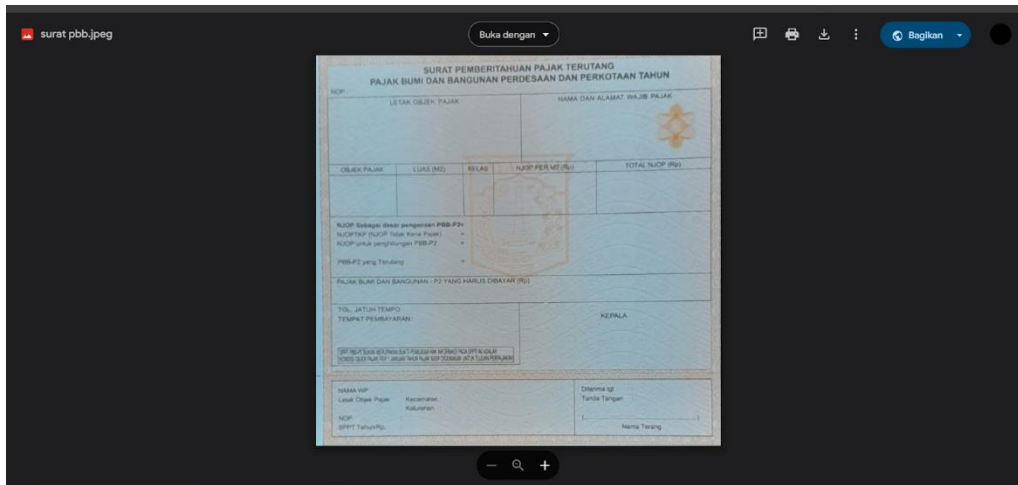 surat pbb.jpeg
Buka dengan
Bagikan
SURAT PEMBERITAHUAN PAJAK TERUTANG
PAJAK BUMI DAN BANGUNAN PERDESAAN DAN PERKOTAAN TAHUN
NOP
LETAK OBJEK PAJAK
NAMA DAN ALAMAT WAJIB PAJAK
OBJEK PAJAK
LUAS (M2)
KELAS
NJOP PER M2 (Rp)
TOTAL NJOP (Rp)
NJOP Sebagai dasar pengenaan PBB-P2=
NJOPTKP (NJOP Tidak Kena Pajak) =
NJOP untuk penghitungan PBB-P2 =
PBB-P2 yang Terutang =
PAJAK BUMI DAN BANGUNAN - P2 YANG HARUS DIBAYAR (Rp)
TGL. JATUH TEMPO :
TEMPAT PEMBAYARAN:
KEPALA
NAMA WP :
Letak Objek Pajak : Kecamatan
Kelurahan
NOP :
SPPT Tahun/Rp.
Diterima tgl
Tanda Tangan
Nama Terang